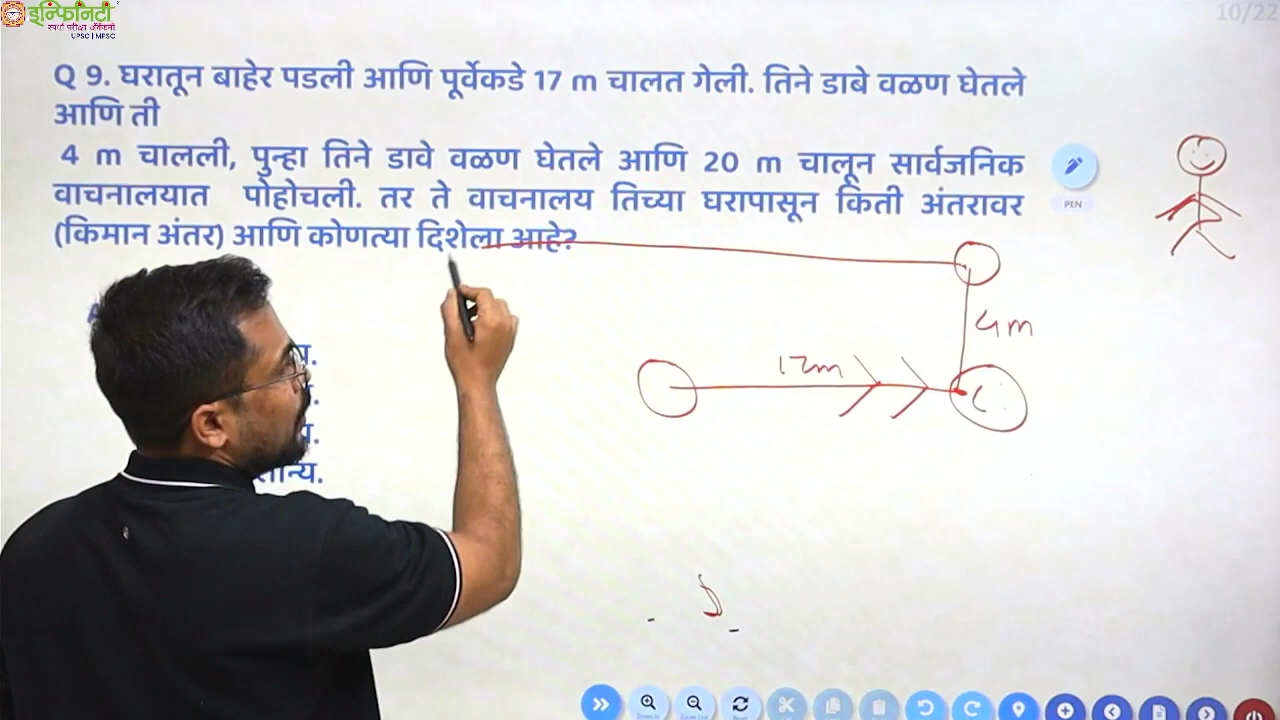 इन्फिनिटी
स्पर्धा परीक्षा अ‍ॅकॅडमी
UPSC | MPSC
10/22
Q 9. घरातून बाहेर पडली आणि पूर्वेकडे 17 m चालत गेली. तिने डाबे वळण घेतले
आणि ती
4 m चालली, पुन्हा तिने डावे वळण घेतले आणि 20 m चालून सार्वजनिक
वाचनालयात पोहोचली. तर ते वाचनालय तिच्या घरापासून किती अंतरावर
(किमान अंतर) आणि कोणत्या दिशेला आहे?
PEN
4m
17m